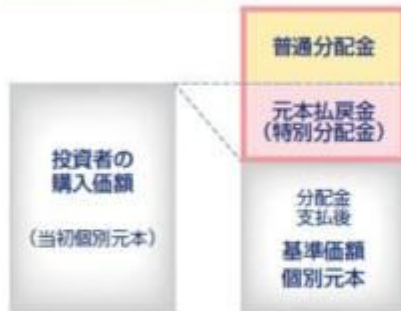 普通分配金
元本払戻金
（特別分配金）
投資者の
購入価額
（当初個別元本）
分配金
支払後
基準価額
個別元本